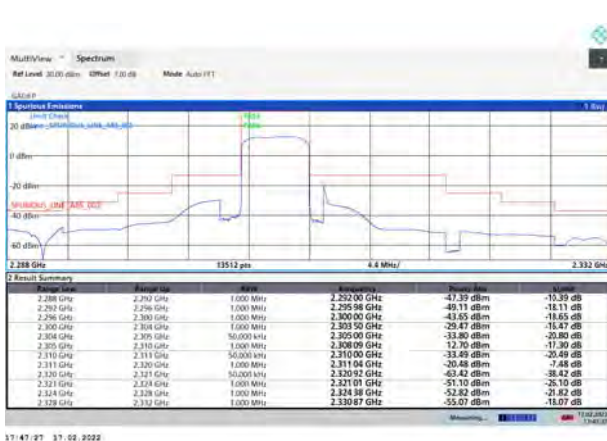 MultiView Spectrum
Ref Level 30.00 dBm Offset 7.00 dB Mode Auto FFT
1 Spurious Emissions
Limit Check
20 dBm
0 dBm
-20 dBm
SPURIOUS_LINE_ABS_002
-40 dBm
-60 dBm
2.288 GHz 13512 pts 4.4 MHz/ 2.332 GHz
2 Result Summary
Range Low Range Up RBW Frequency Power Abs ΔLimit
2.288 GHz 2.292 GHz 1.000 MHz 2.29200 GHz -47.39 dBm -10.39 dB
2.292 GHz 2.296 GHz 1.000 MHz 2.29598 GHz -49.11 dBm -18.11 dB
2.296 GHz 2.300 GHz 1.000 MHz 2.30000 GHz -43.65 dBm -18.65 dB
2.300 GHz 2.304 GHz 1.000 MHz 2.30350 GHz -29.47 dBm -16.47 dB
2.304 GHz 2.305 GHz 50.000 kHz 2.30500 GHz -33.80 dBm -20.80 dB
2.305 GHz 2.310 GHz 1.000 MHz 2.30809 GHz 12.70 dBm -17.30 dB
2.310 GHz 2.311 GHz 50.000 kHz 2.31000 GHz -33.49 dBm -20.49 dB
2.311 GHz 2.320 GHz 1.000 MHz 2.31104 GHz -20.48 dBm -7.48 dB
2.320 GHz 2.321 GHz 50.000 kHz 2.32092 GHz -63.42 dBm -38.42 dB
2.321 GHz 2.324 GHz 1.000 MHz 2.32101 GHz -51.10 dBm -26.10 dB
2.324 GHz 2.328 GHz 1.000 MHz 2.32438 GHz -52.82 dBm -21.82 dB
2.328 GHz 2.332 GHz 1.000 MHz 2.33087 GHz -55.07 dBm -18.07 dB
Measuring...
17:47:27 17.02.2022